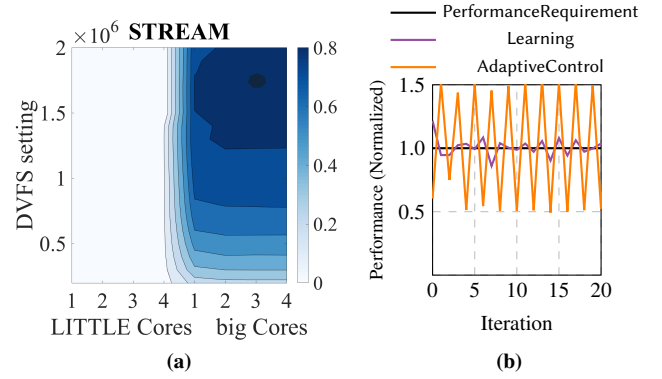 ×10⁶ STREAM
2
1.5
1
0.5
DVFS setting
1 2 3 4 1 2 3 4
LITTLE Cores big Cores
0.8
0.6
0.4
0.2
0
(a)
PerformanceRequirement
Learning
AdaptiveControl
1.5
1.0
0.5
Performance (Normalized)
0 5 10 15 20
Iteration
(b)